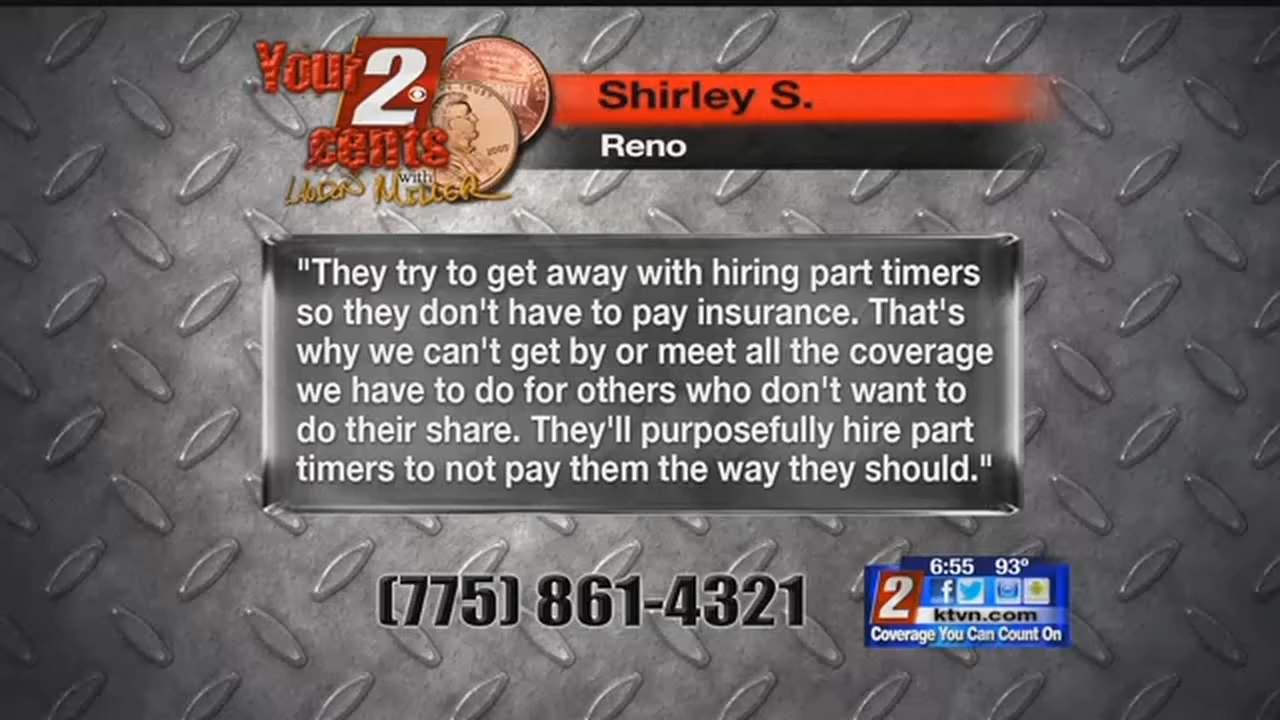 Your 2
cents
with
LANDON MILLER
Shirley S.
Reno
"They try to get away with hiring part timers
so they don't have to pay insurance. That's
why we can't get by or meet all the coverage
we have to do for others who don't want to
do their share. They'll purposefully hire part
timers to not pay them the way they should."
(775) 861-4321
6:55 93°
2
ktvn.com
Coverage You Can Count On